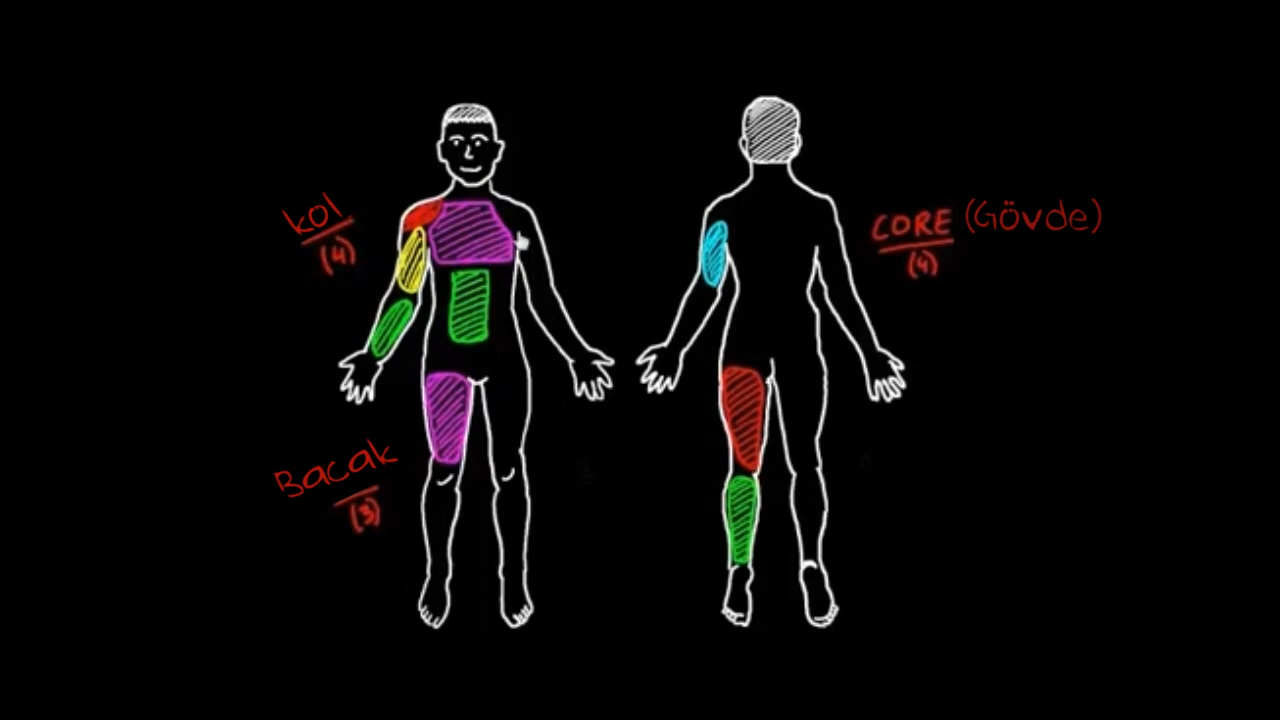 kol
(4)
CORE (Gövde)
(4)
Bacak
(3)